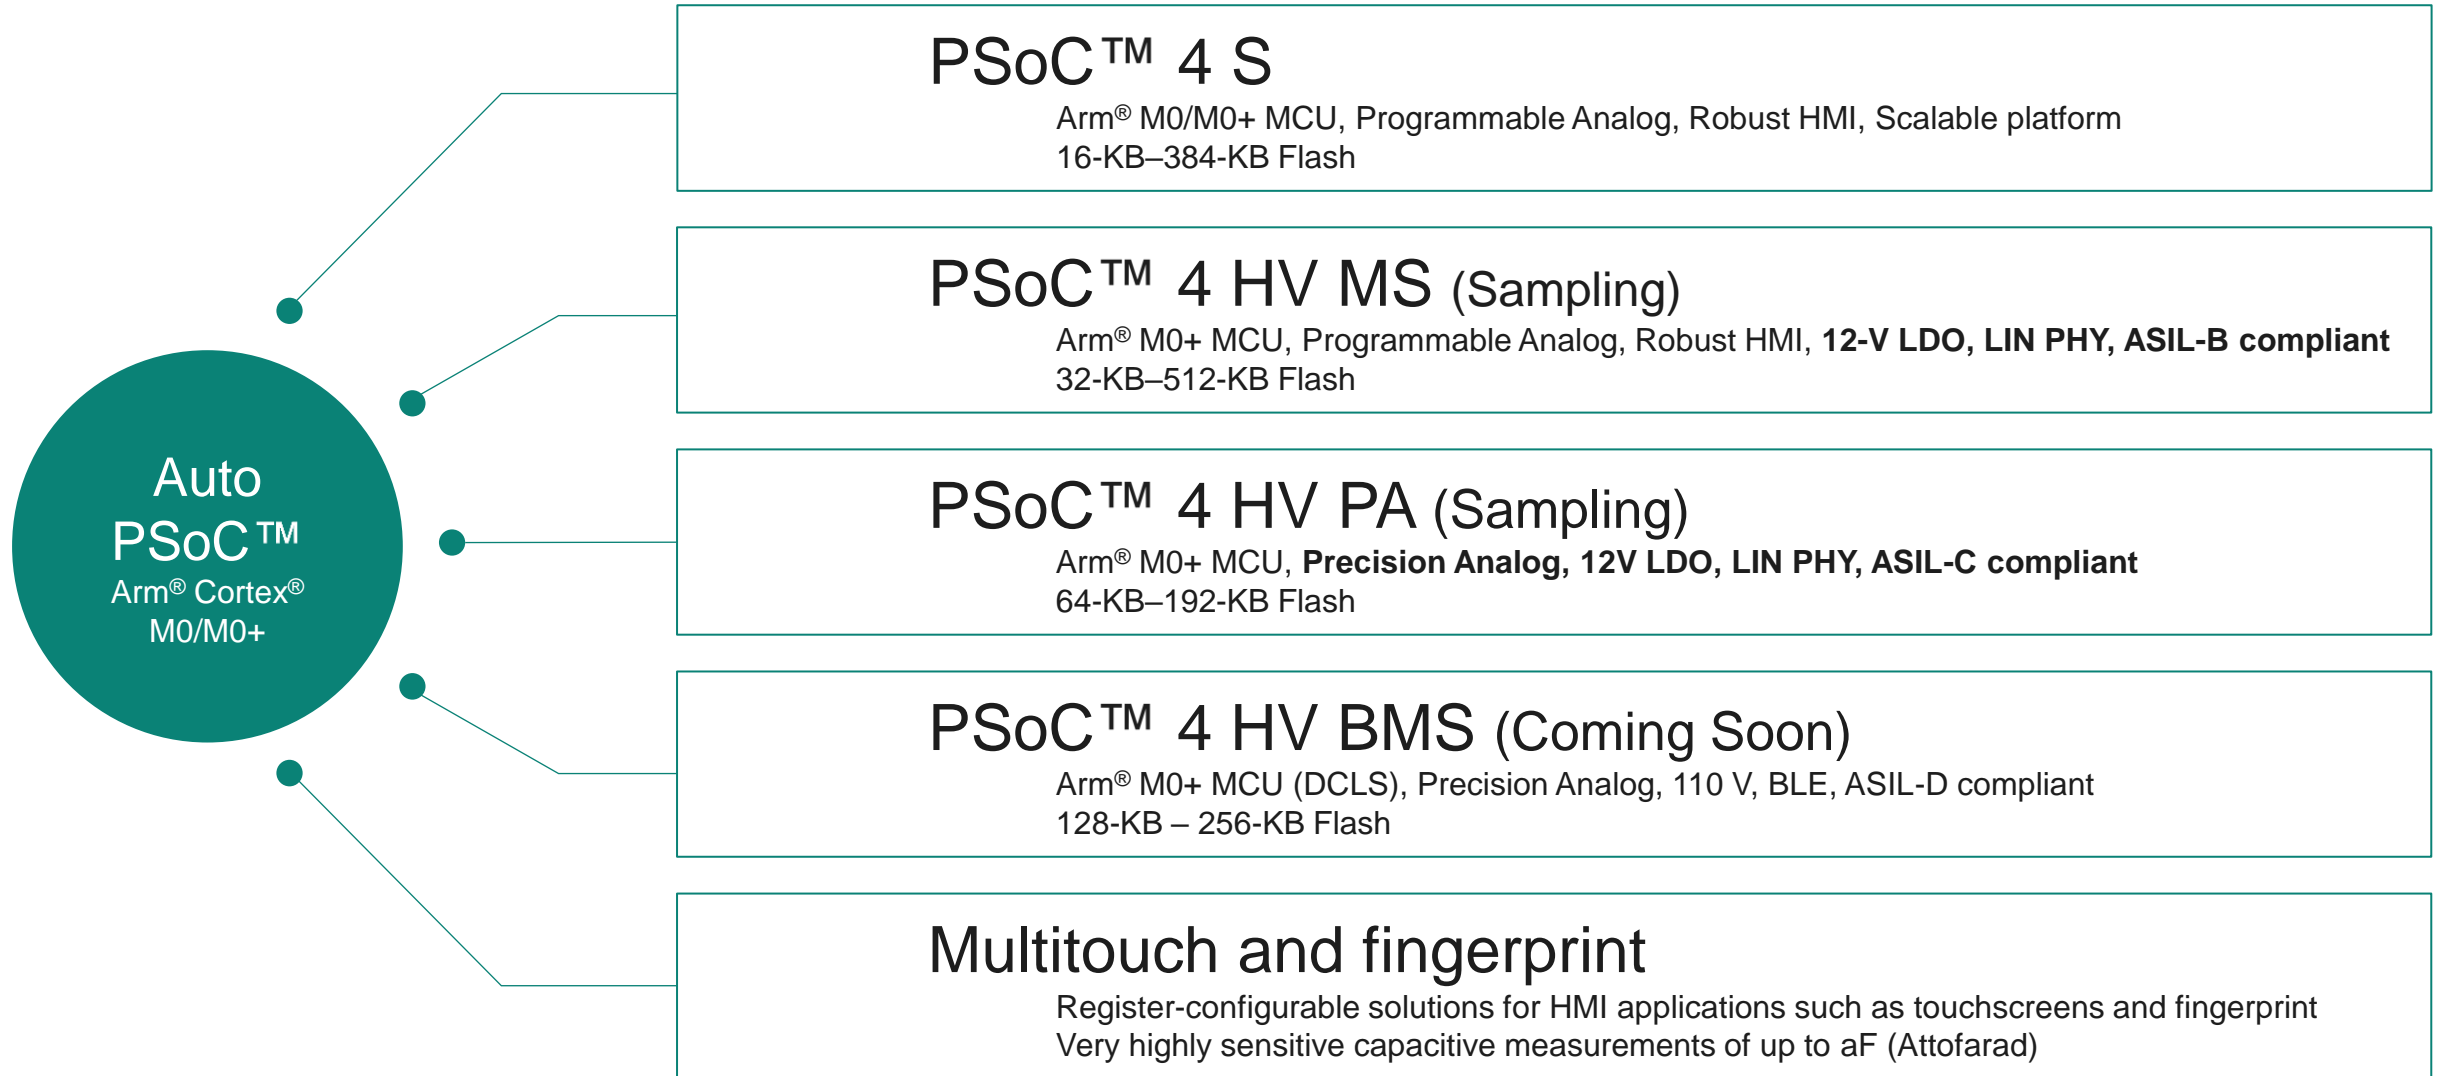 Auto
PSoC™
Arm® Cortex®
M0/M0+
PSoC™ 4 S
Arm® M0/M0+ MCU, Programmable Analog, Robust HMI, Scalable platform
16-KB–384-KB Flash
PSoC™ 4 HV MS (Sampling)
Arm® M0+ MCU, Programmable Analog, Robust HMI, 12-V LDO, LIN PHY, ASIL-B compliant
32-KB–512-KB Flash
PSoC™ 4 HV PA (Sampling)
Arm® M0+ MCU, Precision Analog, 12V LDO, LIN PHY, ASIL-C compliant
64-KB–192-KB Flash
PSoC™ 4 HV BMS (Coming Soon)
Arm® M0+ MCU (DCLS), Precision Analog, 110 V, BLE, ASIL-D compliant
128-KB – 256-KB Flash
Multitouch and fingerprint
Register-configurable solutions for HMI applications such as touchscreens and fingerprint
Very highly sensitive capacitive measurements of up to aF (Attofarad)